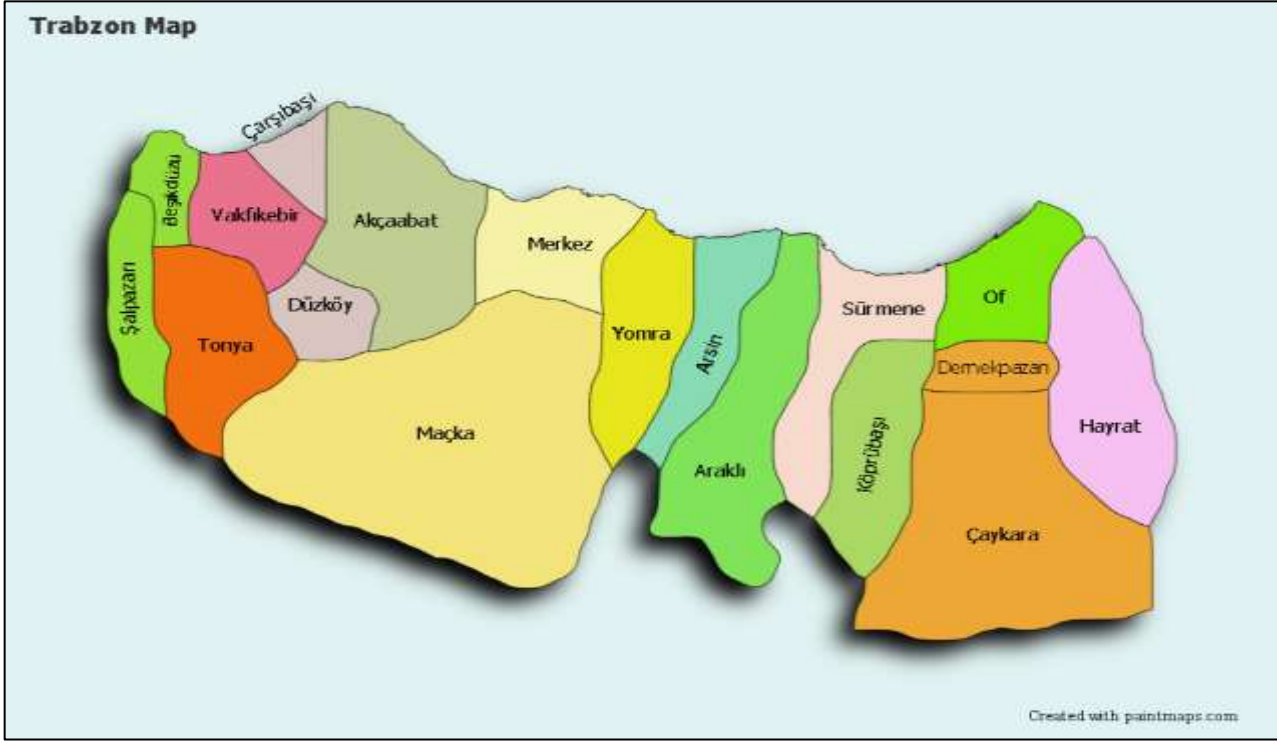 Trabzon Map
Çarşıbaşı
Beşikdüzü
Vakfıkebir
Akçaabat
Merkez
Şalpazarı
Düzköy
Tonya
Yomra
Arsin
Sürmene
Of
Dernekpazarı
Maçka
Araklı
Köprübaşı
Hayrat
Çaykara
Created with paintmaps.com